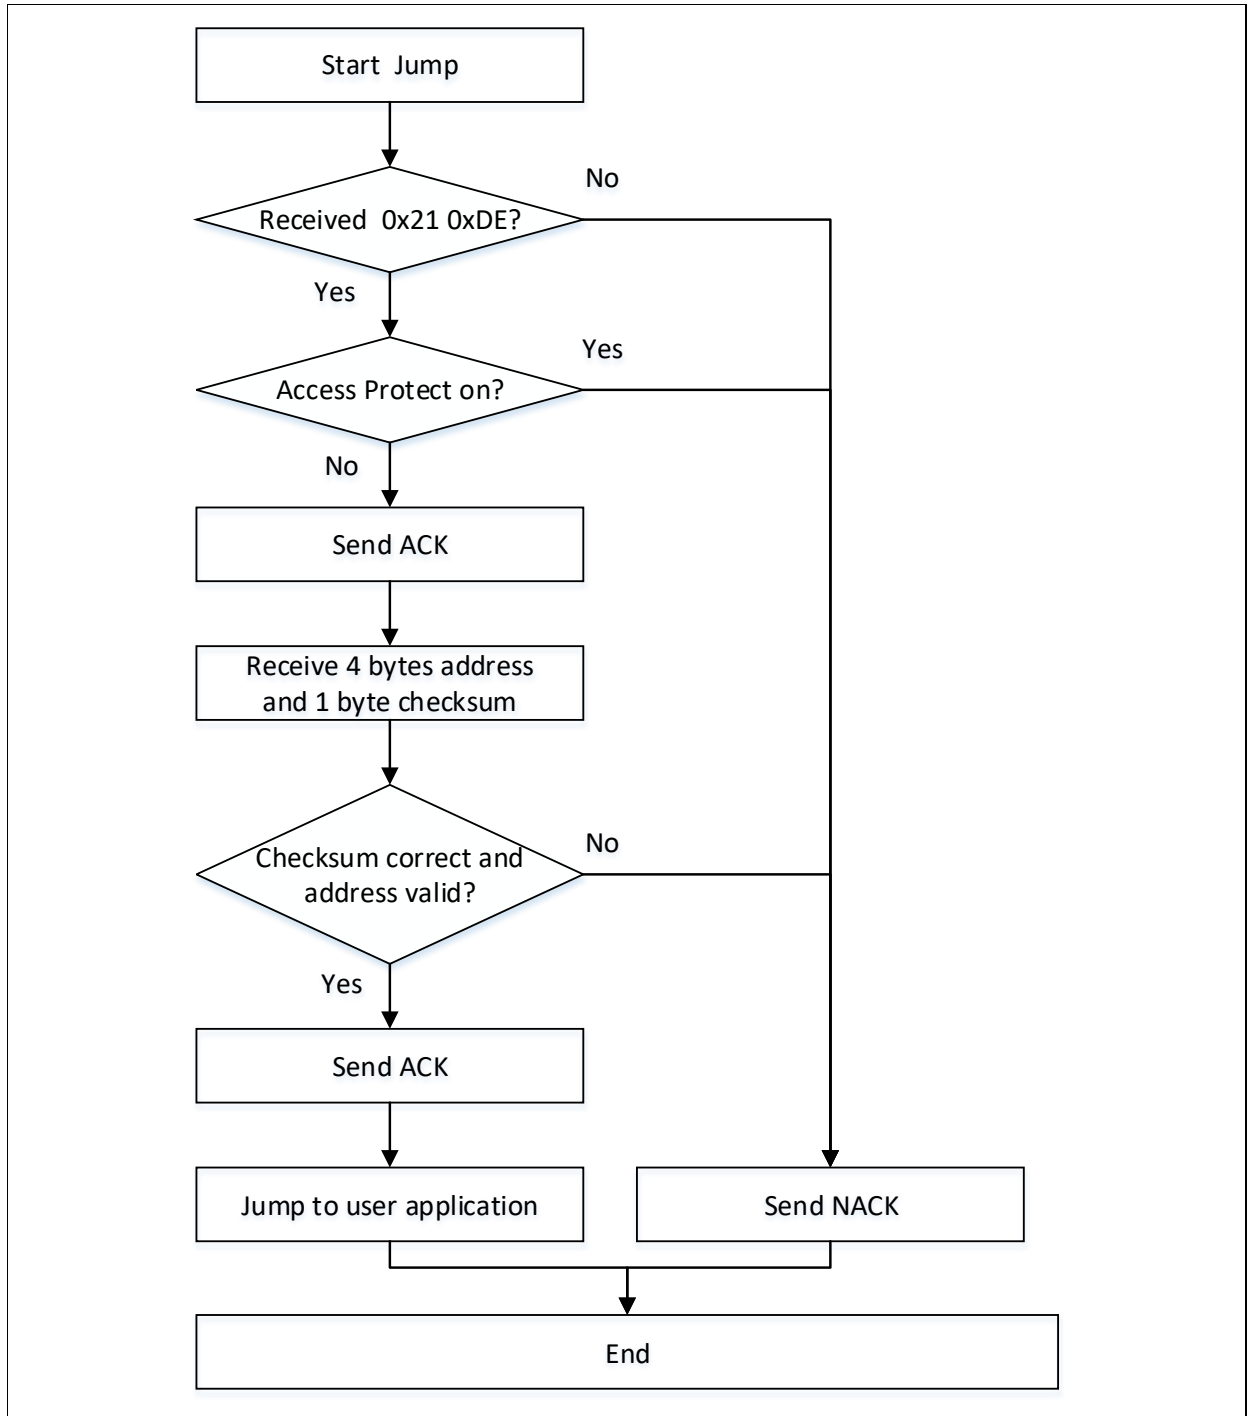 Start  Jump
No
Received  0x21 0xDE?
Yes
Yes
Access Protect on?
No
Send ACK
Receive 4 bytes address
and 1 byte checksum
No
Checksum correct and
address valid?
Yes
Send ACK
Jump to user application
Send NACK
End